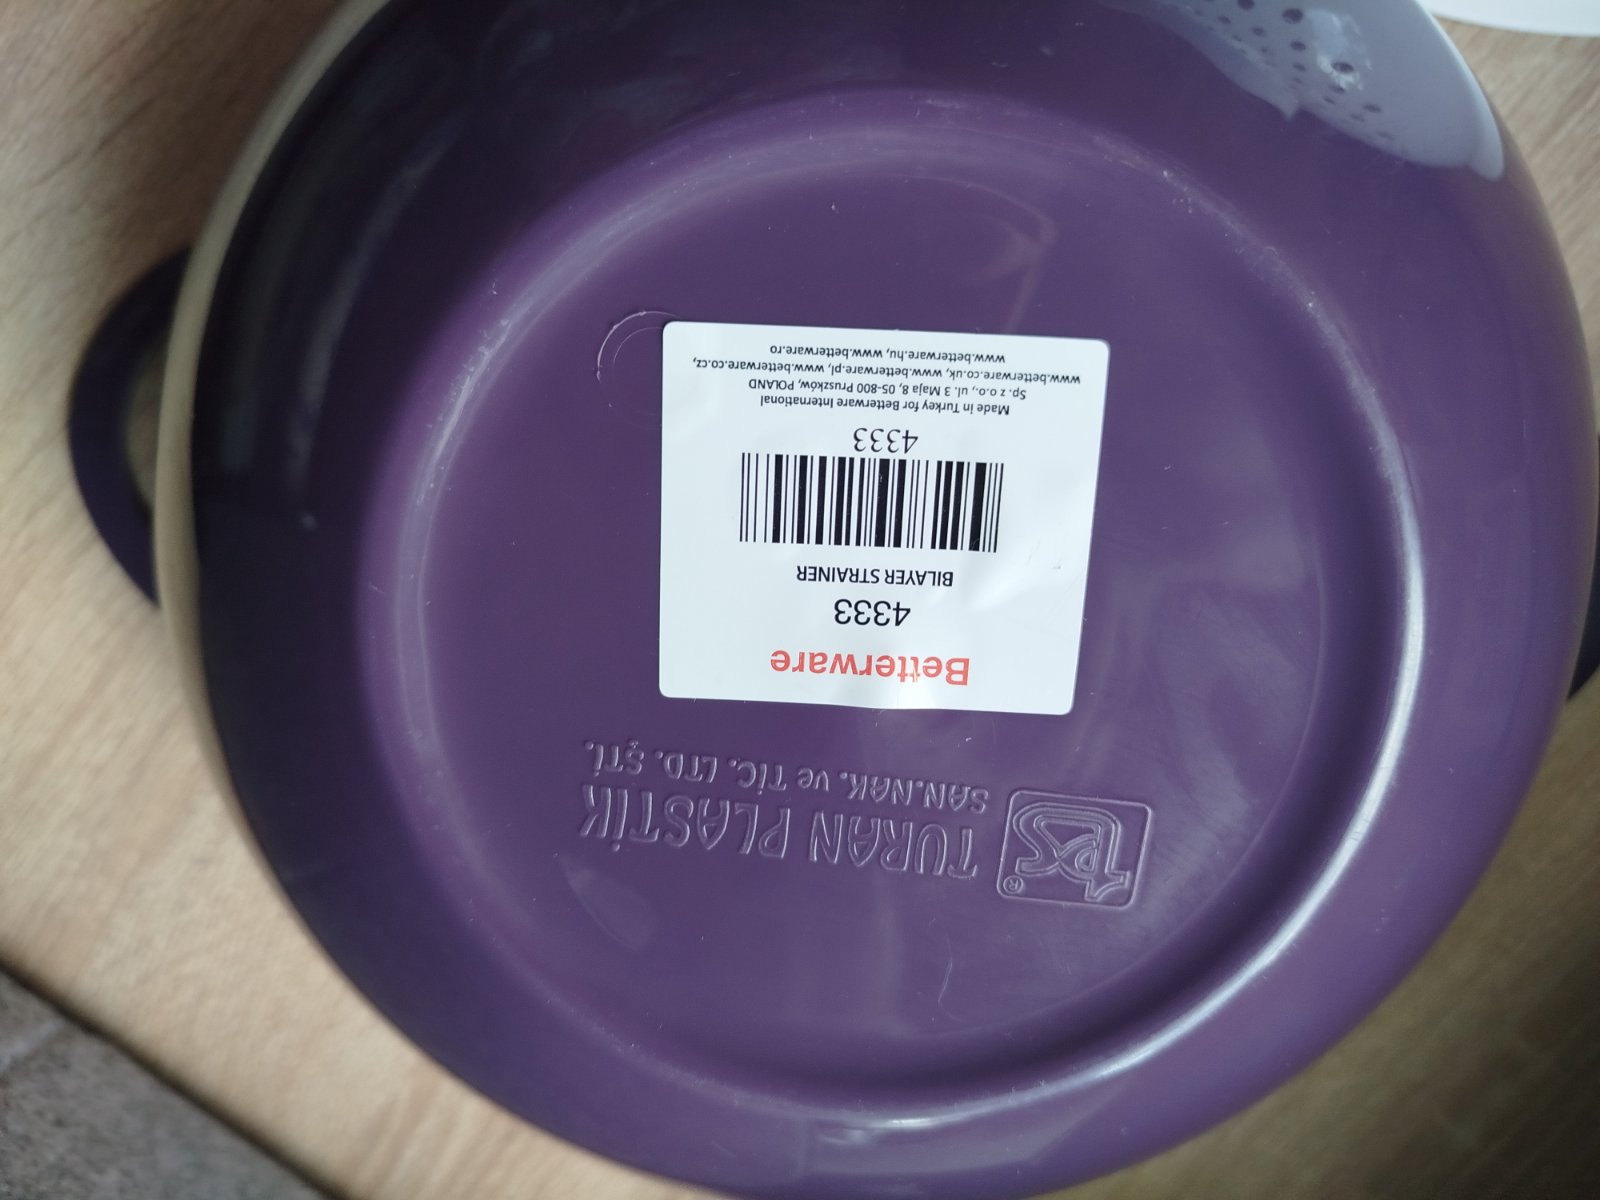 TURAN PLASTİK
SAN.NAK. ve TİC. LTD. ŞTİ.
tps
®
Betterware
4333
BILAYER STRAINER
4333
Made in Turkey for Betterware International
Sp. z o.o., ul. 3 Maja 8, 05-800 Pruszków, POLAND
www.betterware.co.uk, www.betterware.pl, www.betterware.co.cz,
www.betterware.hu, www.betterware.ro